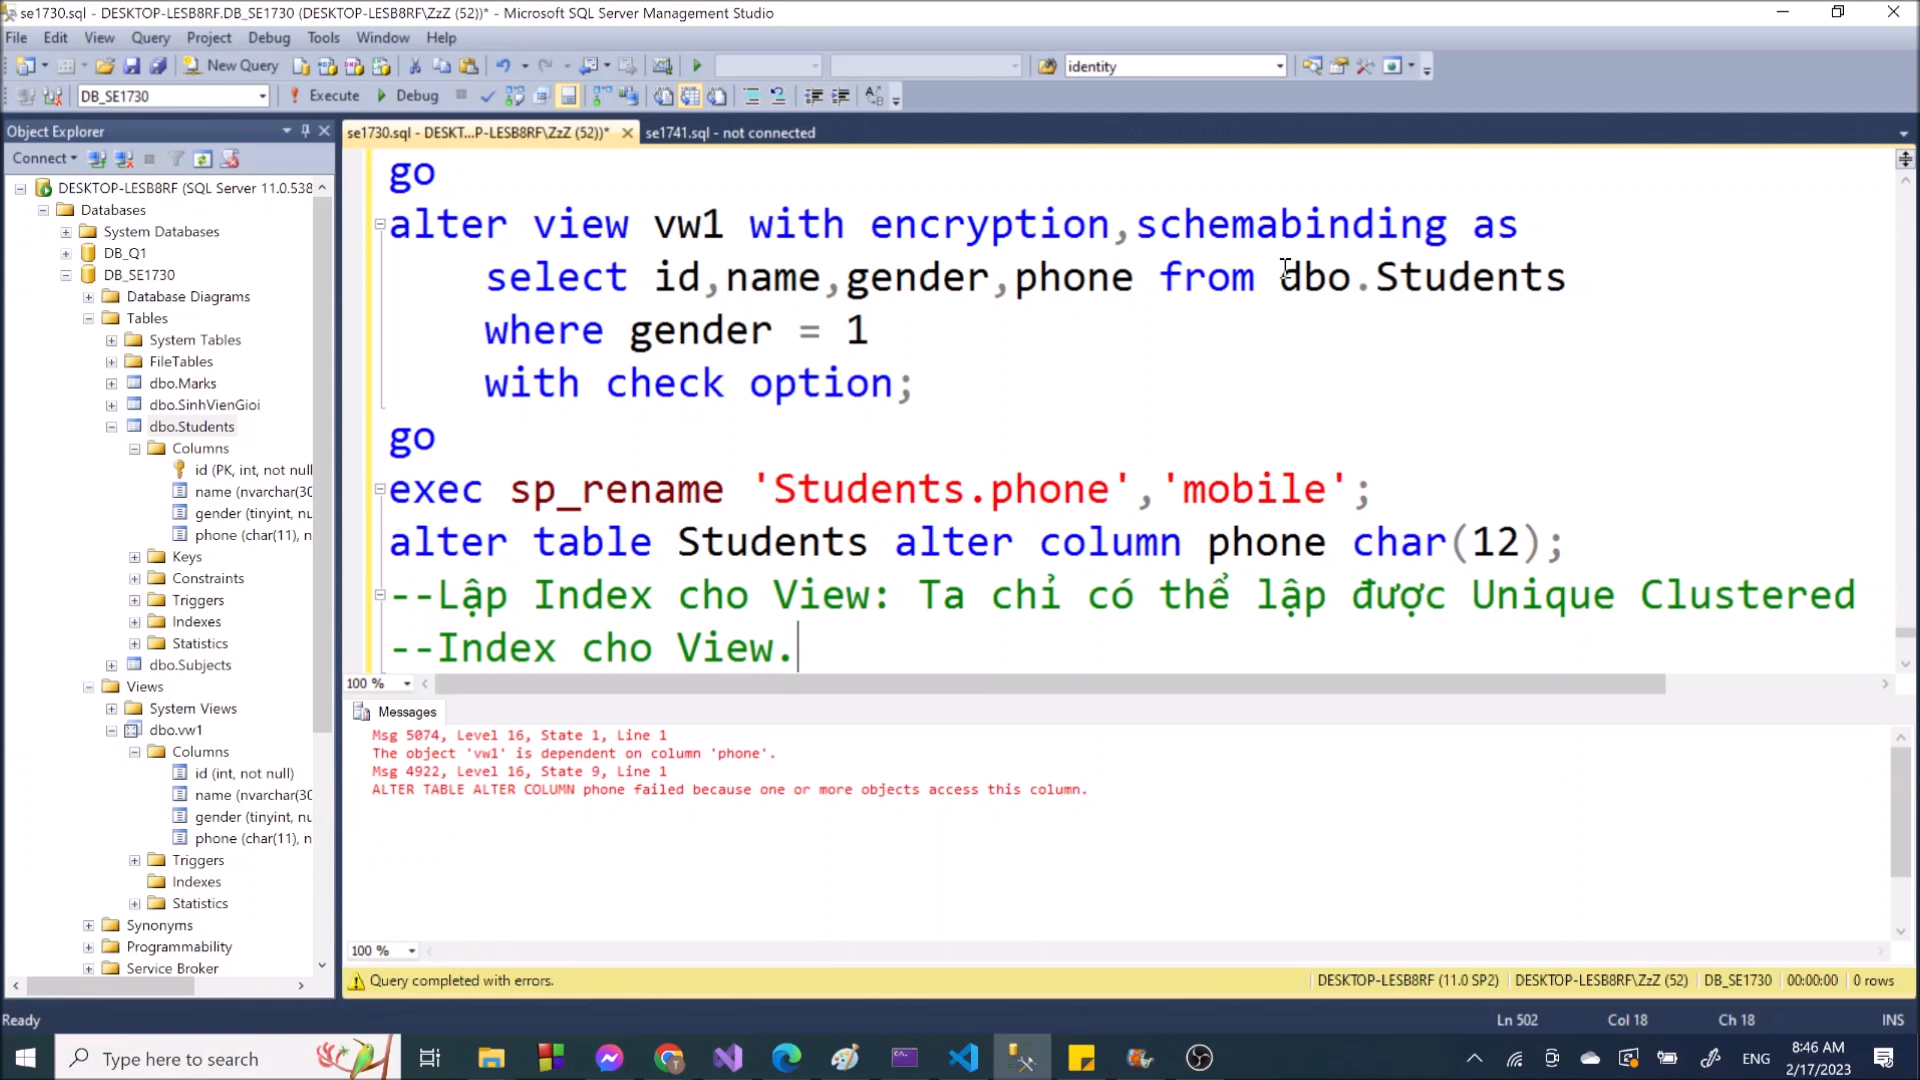 se1730.sql - DESKTOP-LESB8RF.DB_SE1730 (DESKTOP-LESB8RF\ZzZ (52))* - Microsoft SQL Server Management Studio
File Edit View Query Project Debug Tools Window Help
New Query identity
DB_SE1730 Execute Debug
Object Explorer
Connect
DESKTOP-LESB8RF (SQL Server 11.0.538
Databases
System Databases
DB_Q1
DB_SE1730
Database Diagrams
Tables
System Tables
FileTables
dbo.Marks
dbo.SinhVienGioi
dbo.Students
Columns
id (PK, int, not null
name (nvarchar(30
gender (tinyint, nu
phone (char(11), n
Keys
Constraints
Triggers
Indexes
Statistics
dbo.Subjects
Views
System Views
dbo.vw1
Columns
id (int, not null)
name (nvarchar(30
gender (tinyint, nu
phone (char(11), n
Triggers
Indexes
Statistics
Synonyms
Programmability
Service Broker
se1730.sql - DESKT...P-LESB8RF\ZzZ (52))* se1741.sql - not connected
go
alter view vw1 with encryption,schemabinding as
select id,name,gender,phone from dbo.Students
where gender = 1
with check option;
go
exec sp_rename 'Students.phone','mobile';
alter table Students alter column phone char(12);
--Lập Index cho View: Ta chỉ có thể lập được Unique Clustered
--Index cho View.
100 %
Messages
Msg 5074, Level 16, State 1, Line 1
The object 'vw1' is dependent on column 'phone'.
Msg 4922, Level 16, State 9, Line 1
ALTER TABLE ALTER COLUMN phone failed because one or more objects access this column.
100 %
Query completed with errors. DESKTOP-LESB8RF (11.0 SP2) DESKTOP-LESB8RF\ZzZ (52) DB_SE1730 00:00:00 0 rows
Ready Ln 502 Col 18 Ch 18 INS
Type here to search
ENG
8:46 AM
2/17/2023